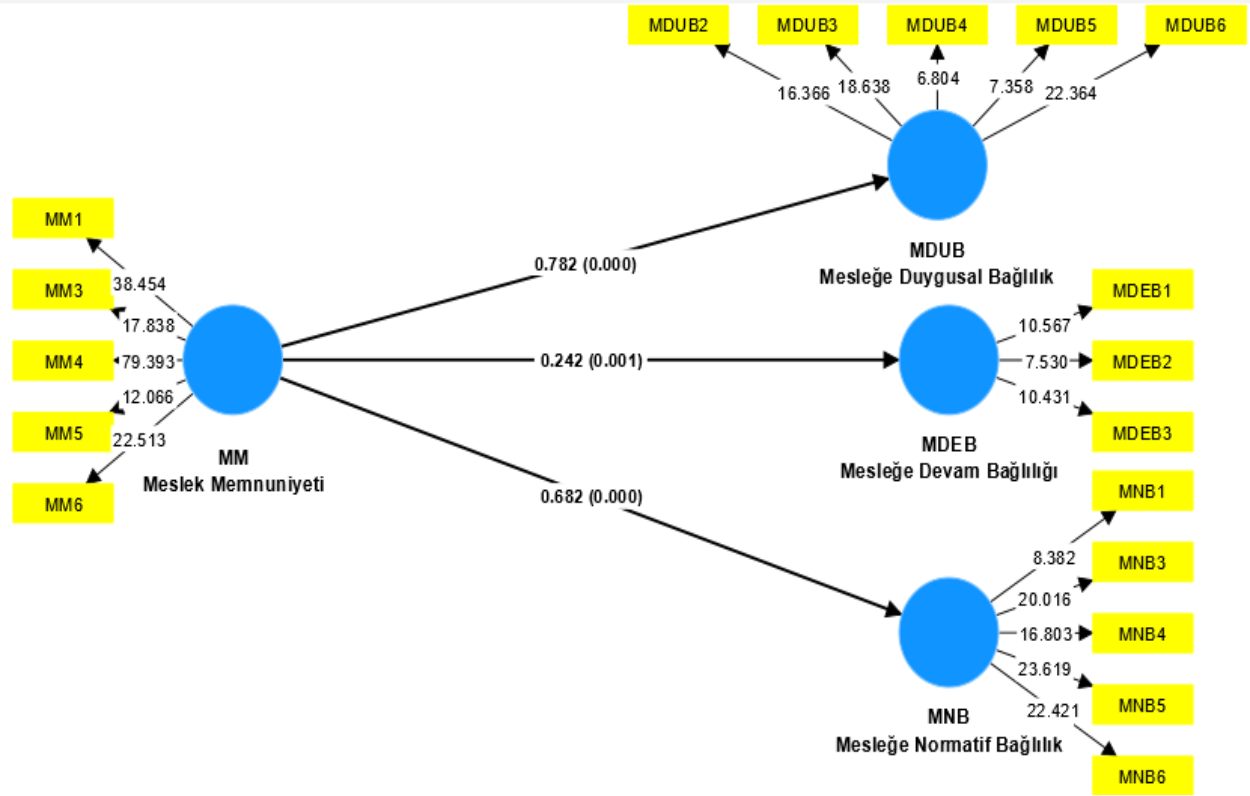 MDUB2
MDUB3
MDUB4
MDUB5
MDUB6
16.366
18.638
6.804
7.358
22.364
MDUB
Mesleğe Duygusal Bağlılık
MM1
MM3
MM4
MM5
MM6
38.454
17.838
79.393
12.066
22.513
MM
Meslek Memnuniyeti
0.782 (0.000)
0.242 (0.001)
0.682 (0.000)
MDEB1
MDEB2
MDEB3
10.567
7.530
10.431
MDEB
Mesleğe Devam Bağlılığı
MNB1
MNB3
MNB4
MNB5
MNB6
8.382
20.016
16.803
23.619
22.421
MNB
Mesleğe Normatif Bağlılık